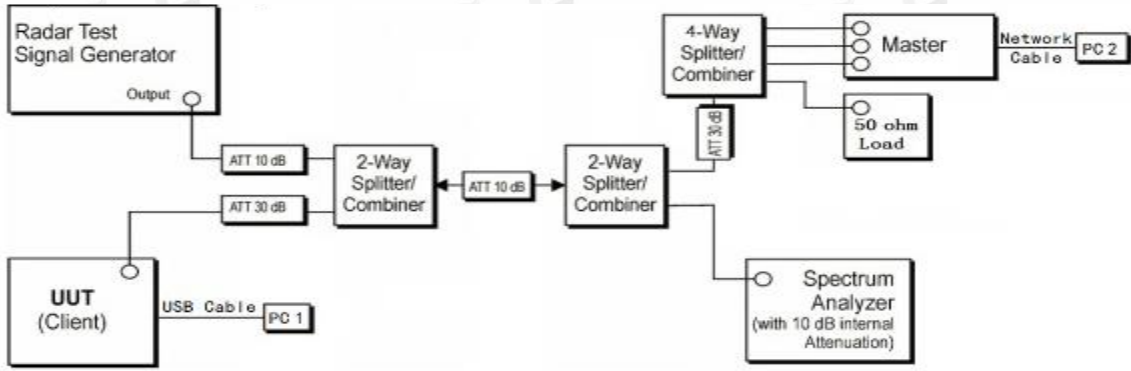 Radar Test
Signal Generator
Output
ATT 10 dB
ATT 30 dB
2-Way
Splitter/
Combiner
ATT 10 dB
2-Way
Splitter/
Combiner
ATT 30 dB
4-Way
Splitter/
Combiner
Master
Network
Cable
PC 2
50 ohm
Load
UUT
(Client)
USB Cable
PC 1
Spectrum
Analyzer
(with 10 dB internal
Attenuation)